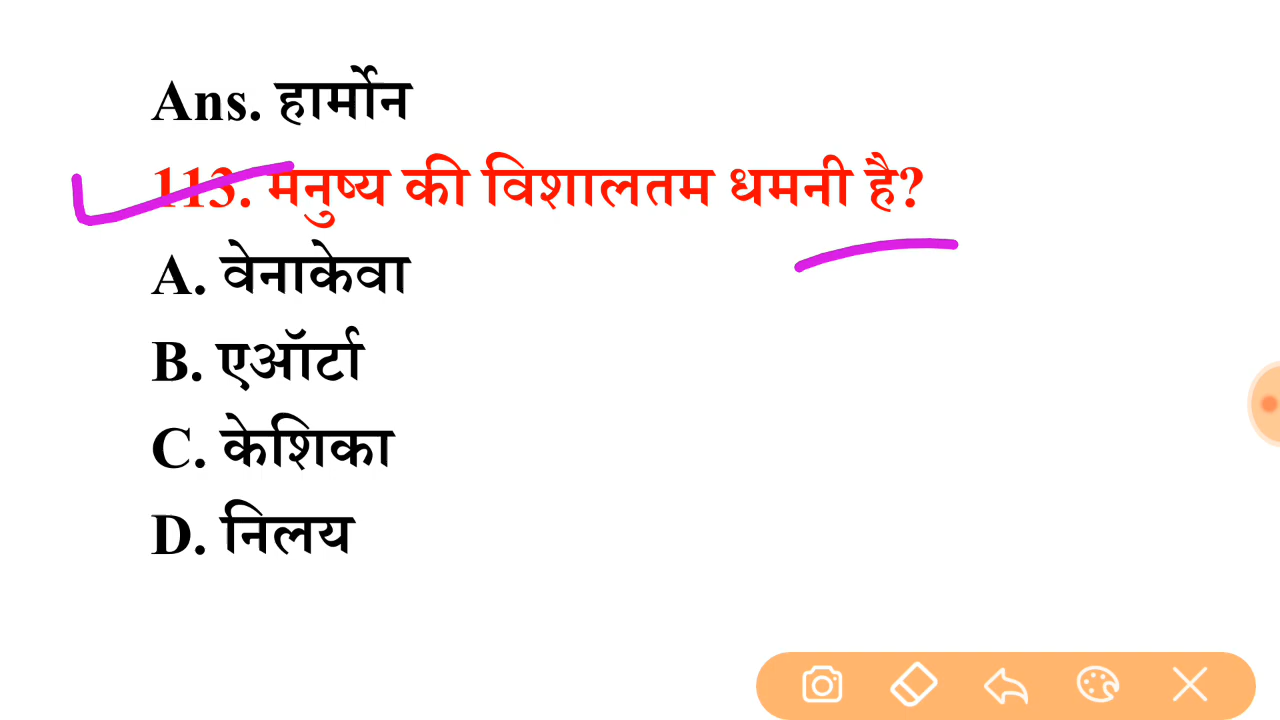 Ans. हार्मोन
113. मनुष्य की विशालतम धमनी है?
A. वेनाकेवा
B. एऑर्टा
C. केशिका
D. निलय